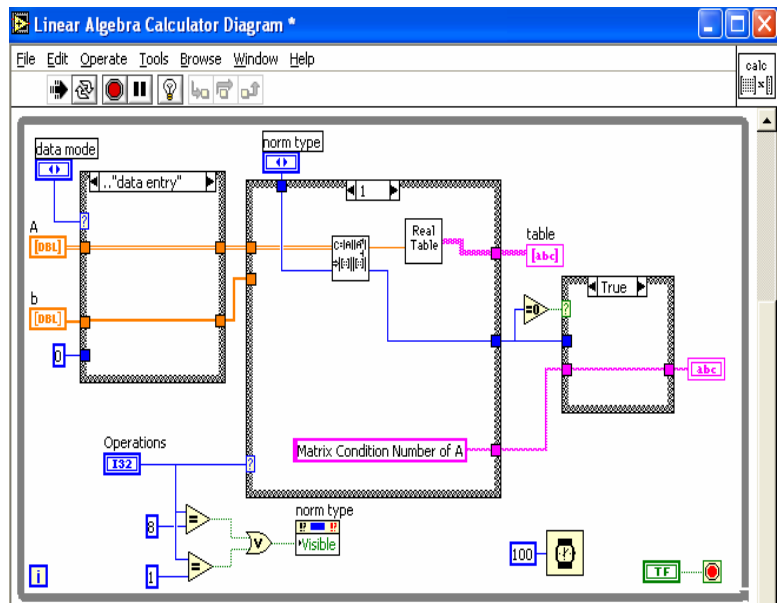 Linear Algebra Calculator Diagram *
File Edit Operate Tools Browse Window Help
calc
data mode
norm type
.."data entry"
1
?
A
[DBL]
Real
Table
table
[abc]
b
[DBL]
True
=0
?
0
abc
Operations
I32
?
Matrix Condition Number of A
norm type
8
=
V
Visible
100
1
=
i
TF